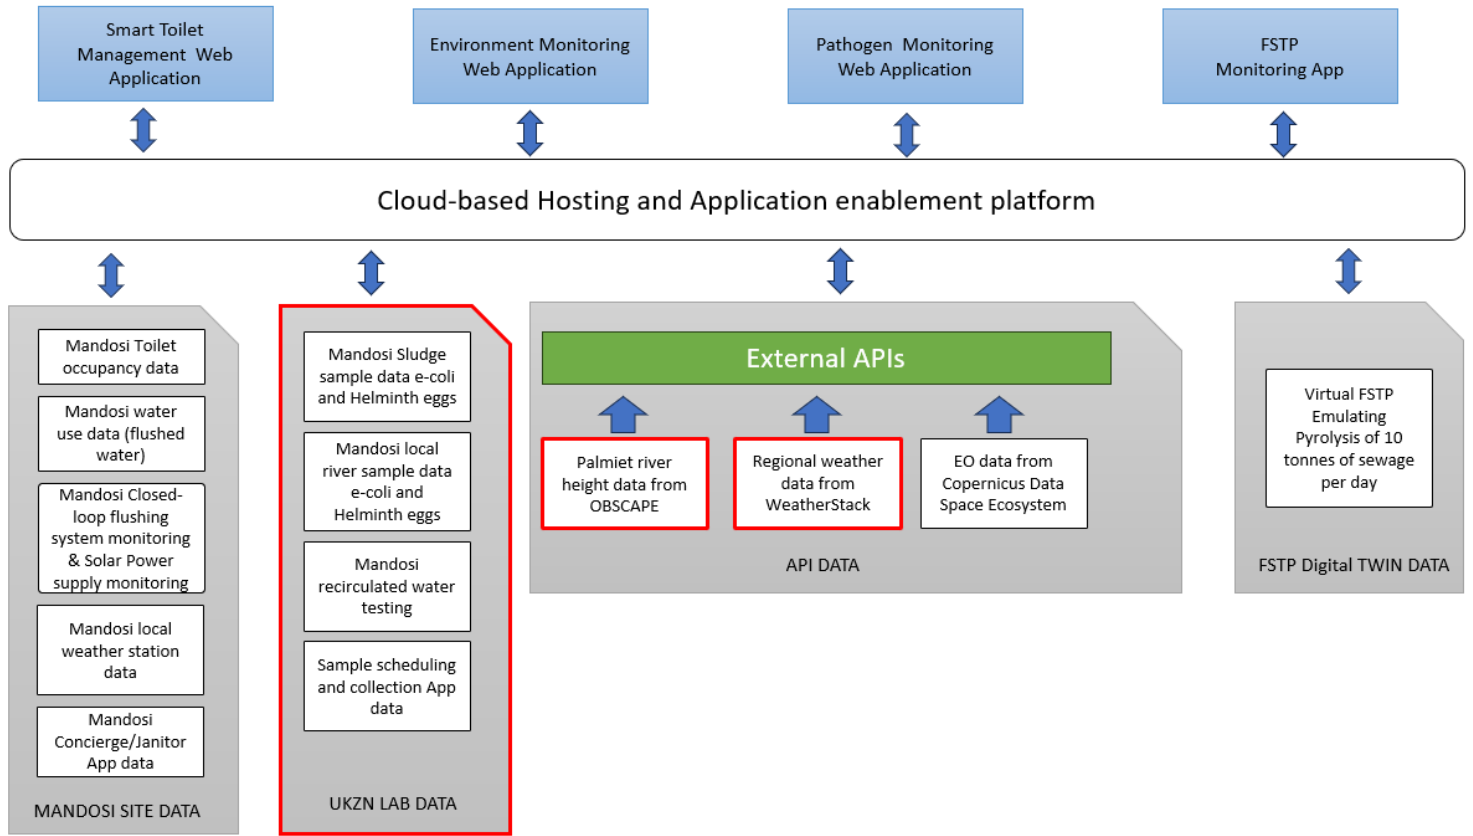 Smart Toilet
Management Web
Application
Environment Monitoring
Web Application
Pathogen Monitoring
Web Application
FSTP
Monitoring App
Cloud-based Hosting and Application enablement platform
Mandosi Toilet
occupancy data
Mandosi water
use data (flushed
water)
Mandosi Closed-
loop flushing
system monitoring
& Solar Power
supply monitoring
Mandosi local
weather station
data
Mandosi
Concierge/Janitor
App data
MANDOSI SITE DATA
Mandosi Sludge
sample data e-coli
and Helminth eggs
Mandosi local
river sample data
e-coli and
Helminth eggs
Mandosi
recirculated water
testing
Sample scheduling
and collection App
data
UKZN LAB DATA
External APIs
Palmiet river
height data from
OBSCAPE
Regional weather
data from
WeatherStack
EO data from
Copernicus Data
Space Ecosystem
API DATA
Virtual FSTP
Emulating
Pyrolysis of 10
tonnes of sewage
per day
FSTP Digital TWIN DATA